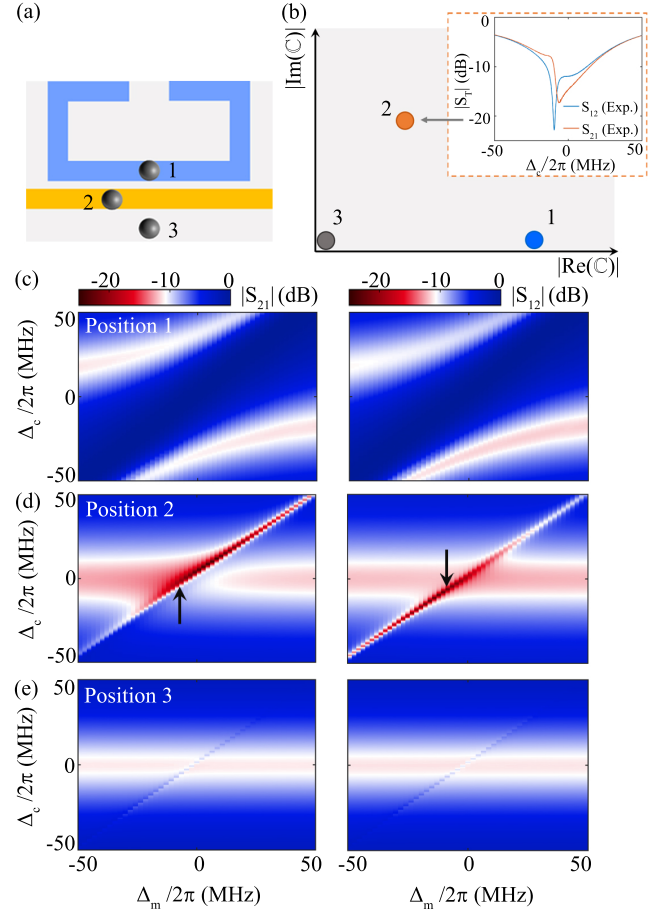 (a)
1
2
3
(b)
|Im(ℂ)|
|Re(ℂ)|
2
3
1
0
-10
-20
|S_T| (dB)
S_12 (Exp.)
S_21 (Exp.)
-50
0
50
Δ_c/2π (MHz)
(c)
-20
-10
0
|S_21| (dB)
-20
-10
0
|S_12| (dB)
Position 1
50
0
-50
Δ_c/2π (MHz)
(d)
Position 2
50
0
-50
Δ_c/2π (MHz)
(e)
Position 3
50
0
-50
Δ_c/2π (MHz)
-50
0
50
Δ_m/2π (MHz)
-50
0
50
Δ_m/2π (MHz)